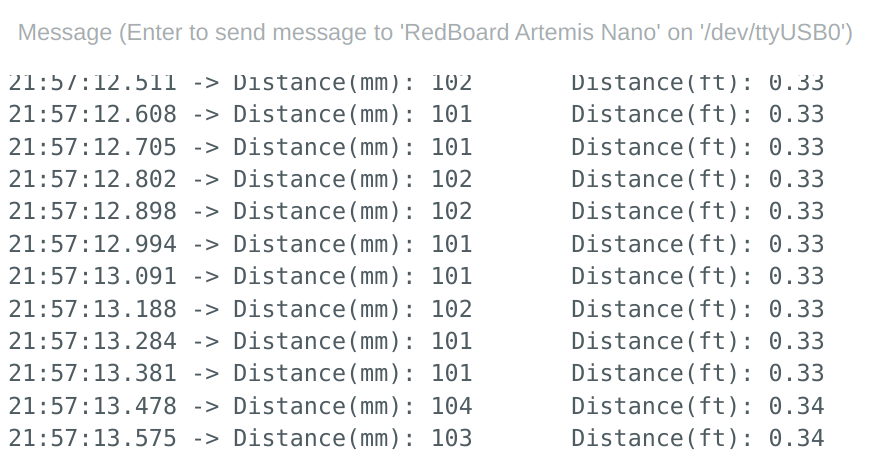 Message (Enter to send message to 'RedBoard Artemis Nano' on '/dev/ttyUSB0')
21:57:12.511 -> Distance(mm): 102 Distance(ft): 0.33
21:57:12.608 -> Distance(mm): 101 Distance(ft): 0.33
21:57:12.705 -> Distance(mm): 101 Distance(ft): 0.33
21:57:12.802 -> Distance(mm): 102 Distance(ft): 0.33
21:57:12.898 -> Distance(mm): 102 Distance(ft): 0.33
21:57:12.994 -> Distance(mm): 101 Distance(ft): 0.33
21:57:13.091 -> Distance(mm): 101 Distance(ft): 0.33
21:57:13.188 -> Distance(mm): 102 Distance(ft): 0.33
21:57:13.284 -> Distance(mm): 101 Distance(ft): 0.33
21:57:13.381 -> Distance(mm): 101 Distance(ft): 0.33
21:57:13.478 -> Distance(mm): 104 Distance(ft): 0.34
21:57:13.575 -> Distance(mm): 103 Distance(ft): 0.34